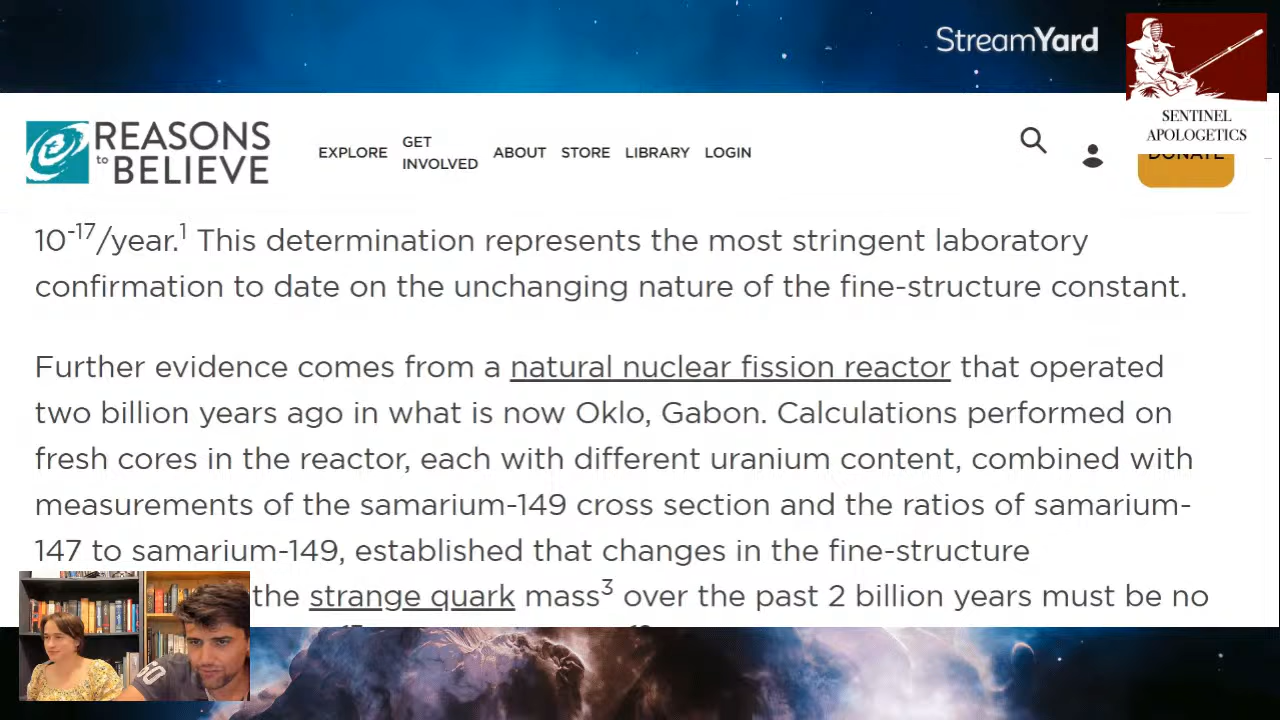 StreamYard
SENTINEL
APOLOGETICS
REASONS
to
BELIEVE
EXPLORE
GET
INVOLVED
ABOUT
STORE
LIBRARY
LOGIN
DONATE
10-17/year.1 This determination represents the most stringent laboratory
confirmation to date on the unchanging nature of the fine-structure constant.
Further evidence comes from a natural nuclear fission reactor that operated
two billion years ago in what is now Oklo, Gabon. Calculations performed on
fresh cores in the reactor, each with different uranium content, combined with
measurements of the samarium-149 cross section and the ratios of samarium-
147 to samarium-149, established that changes in the fine-structure
the strange quark mass3 over the past 2 billion years must be no